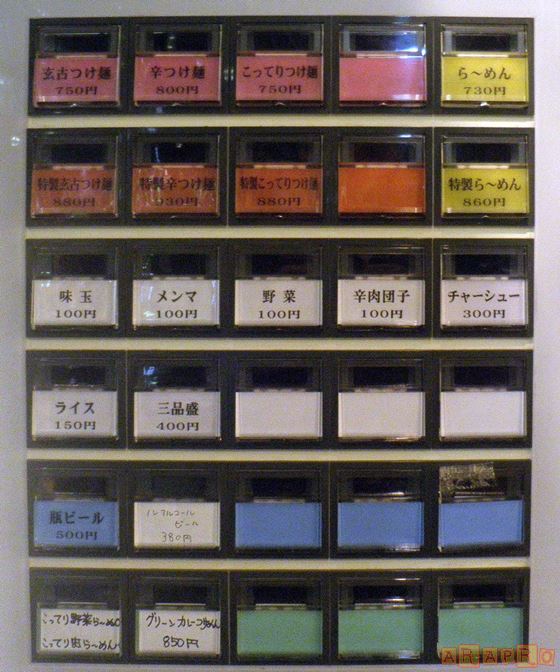 玄古つけ麺
750円
辛つけ麺
800円
こってりつけ麺
750円
ら〜めん
730円
特製玄古つけ麺
880円
特製辛つけ麺
930円
特製こってりつけ麺
880円
特製ら〜めん
860円
味玉
100円
メンマ
100円
野菜
100円
辛肉団子
100円
チャーシュー
300円
ライス
150円
三品盛
400円
瓶ビール
500円
ノンアルコール
ビール
380円
こってり野菜ら〜めん
こってり
ら〜めん
グリーンカレーつけめん
850円
ARAPRO